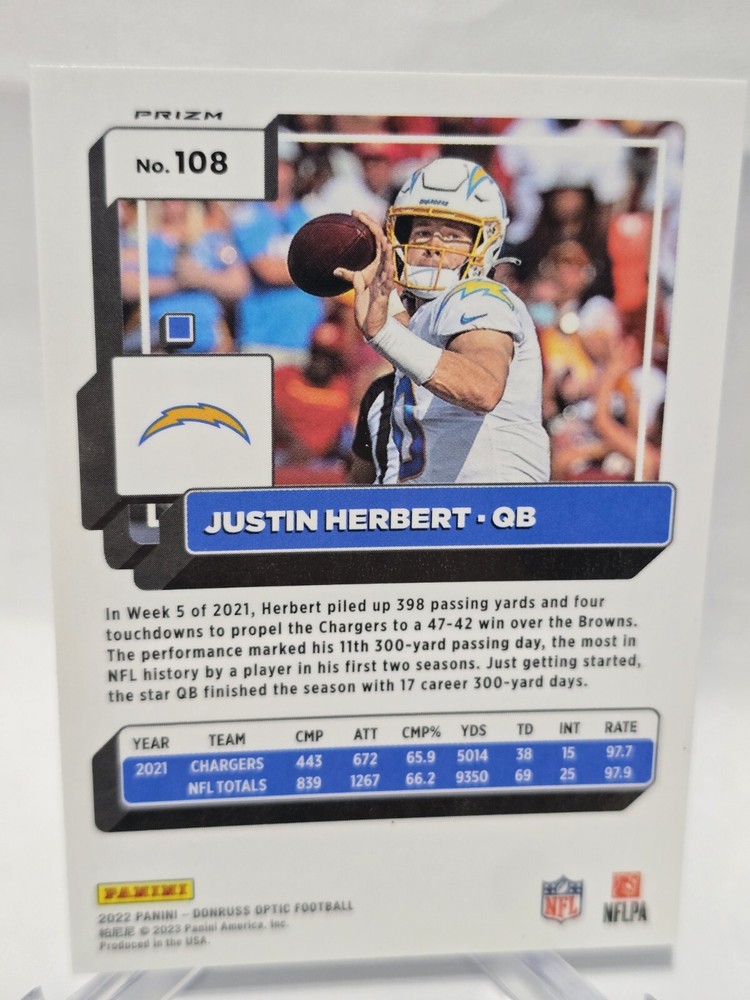 PRIZM
No. 108
JUSTIN HERBERT · QB
In Week 5 of 2021, Herbert piled up 398 passing yards and four
touchdowns to propel the Chargers to a 47-42 win over the Browns.
The performance marked his 11th 300-yard passing day, the most in
NFL history by a player in his first two seasons. Just getting started,
the star QB finished the season with 17 career 300-yard days.
YEAR TEAM CMP ATT CMP% YDS TD INT RATE
2021 CHARGERS 443 672 65.9 5014 38 15 97.7
NFL TOTALS 839 1267 66.2 9350 69 25 97.9
PANINI
2022 PANINI – DONRUSS OPTIC FOOTBALL
帕尼尼 © 2023 Panini America, Inc.
Produced in the USA.
NFL
NFLPA